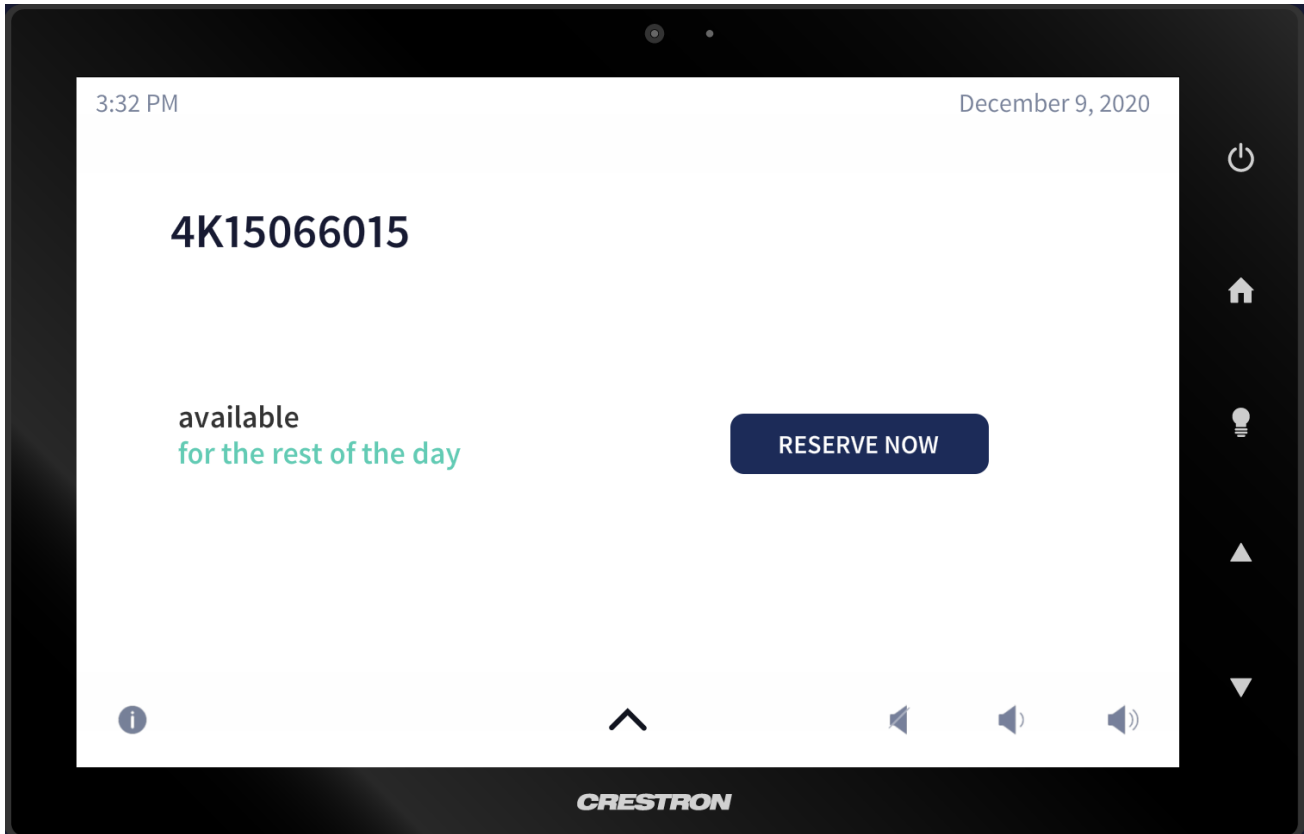 3:32 PM
December 9, 2020
4K15066015
available
for the rest of the day
RESERVE NOW
CRESTRON